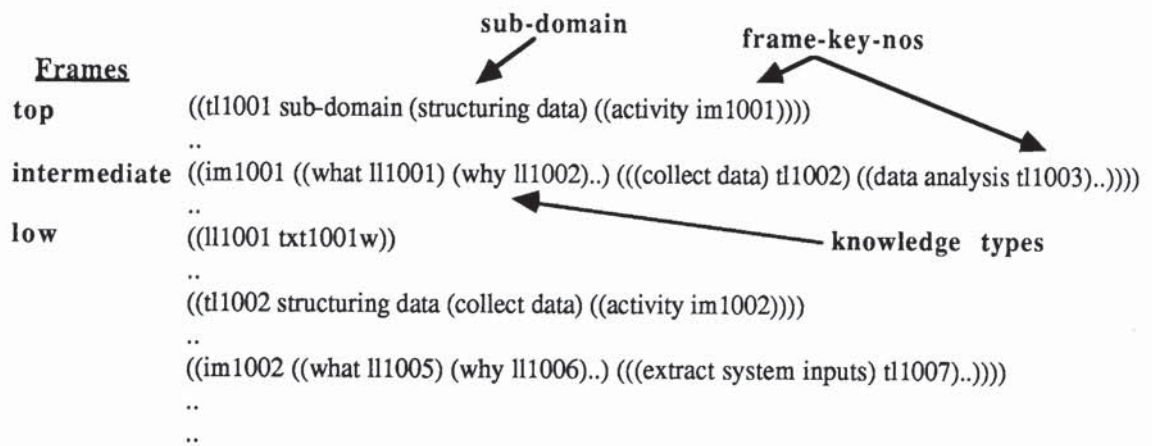 sub-domain
frame-key-nos
Frames
top ((tl1001 sub-domain (structuring data) ((activity im1001))))
..
intermediate ((im1001 ((what ll1001) (why ll1002)..) (((collect data) tl1002) ((data analysis tl1003)..))))
..
low ((ll1001 txt1001w))
knowledge types
..
((tl1002 structuring data (collect data) ((activity im1002))))
..
((im1002 ((what ll1005) (why ll1006)..) (((extract system inputs) tl1007)..))))
..
..